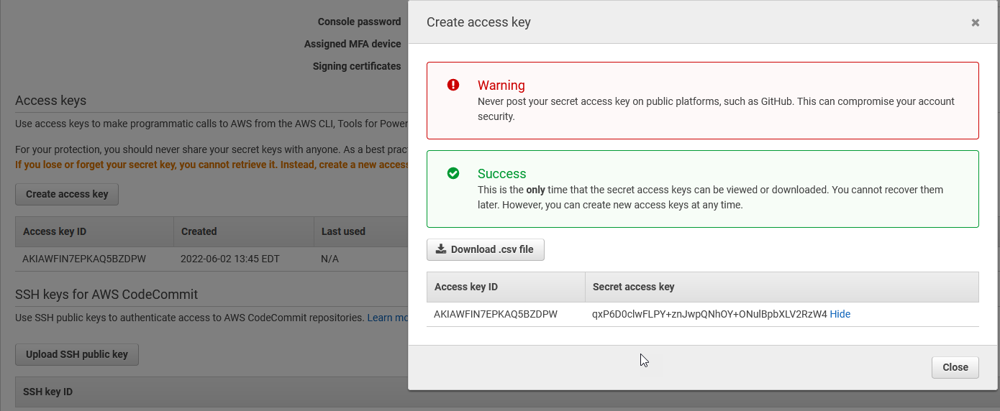 Console password
Assigned MFA device
Signing certificates
Access keys
Use access keys to make programmatic calls to AWS from the AWS CLI, Tools for Power
For your protection, you should never share your secret keys with anyone. As a best prac
If you lose or forget your secret key, you cannot retrieve it. Instead, create a new access
Create access key
Access key ID Created Last used
AKIAWFIN7EPKAQ5BZDPW 2022-06-02 13:45 EDT N/A
SSH keys for AWS CodeCommit
Use SSH public keys to authenticate access to AWS CodeCommit repositories. Learn mo
Upload SSH public key
SSH key ID
Create access key
Warning
Never post your secret access key on public platforms, such as GitHub. This can compromise your account
security.
Success
This is the only time that the secret access keys can be viewed or downloaded. You cannot recover them
later. However, you can create new access keys at any time.
Download .csv file
Access key ID Secret access key
AKIAWFIN7EPKAQ5BZDPW qxP6D0clwFLPY+znJwpQNhOY+ONulBpbXLV2RzW4 Hide
Close